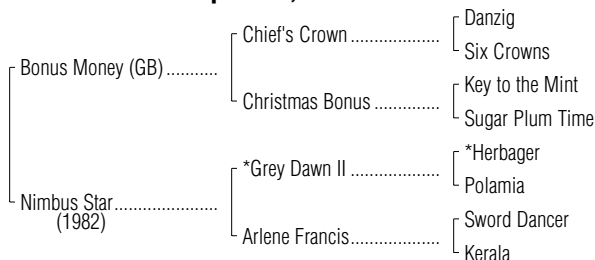 Danzig
Chief's Crown ....................
Six Crowns
Bonus Money (GB) ...........
Key to the Mint
Christmas Bonus ..............
Sugar Plum Time
*Herbager
*Grey Dawn II ...................
Polamia
Nimbus Star......................
(1982)
Sword Dancer
Arlene Francis...................
Kerala